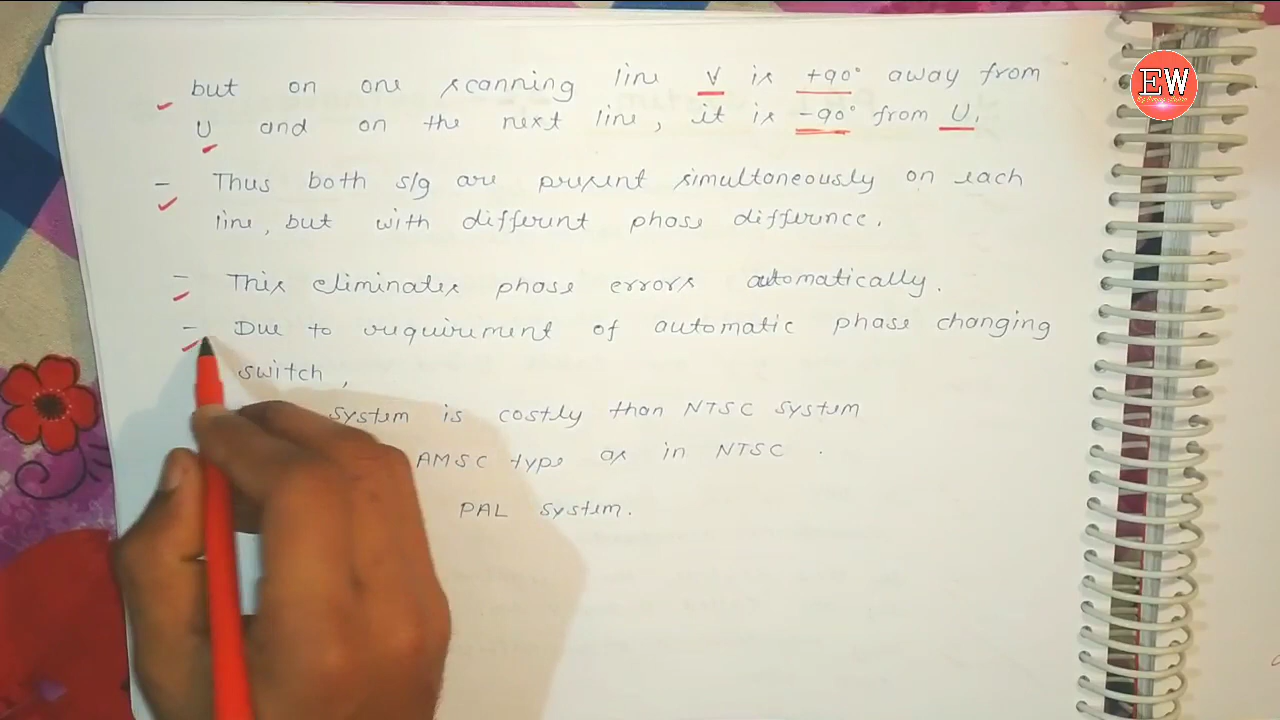 but on one scanning line V is +90° away from
U and on the next line, it is -90° from U.
- Thus both s/g are present simultaneously on each
line, but with different phase difference.
- This eliminates phase errors automatically.
- Due to requirement of automatic phase changing
switch,
system is costly than NTSC system
AMSC type as in NTSC .
PAL system.
EW